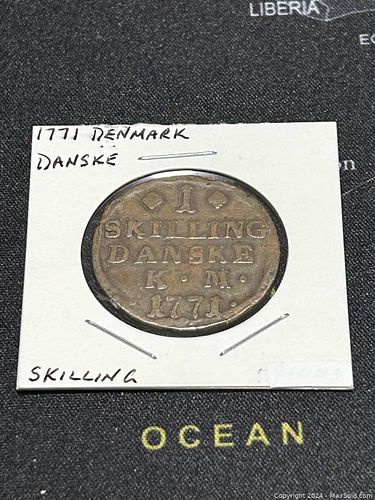 LIBERIA
1771 DENMARK
DANSKE
1
SKILLING
DANSKE
K · M ·
· 1771 ·
SKILLING
OCEAN
Copyright 2024 - MaxSold.com